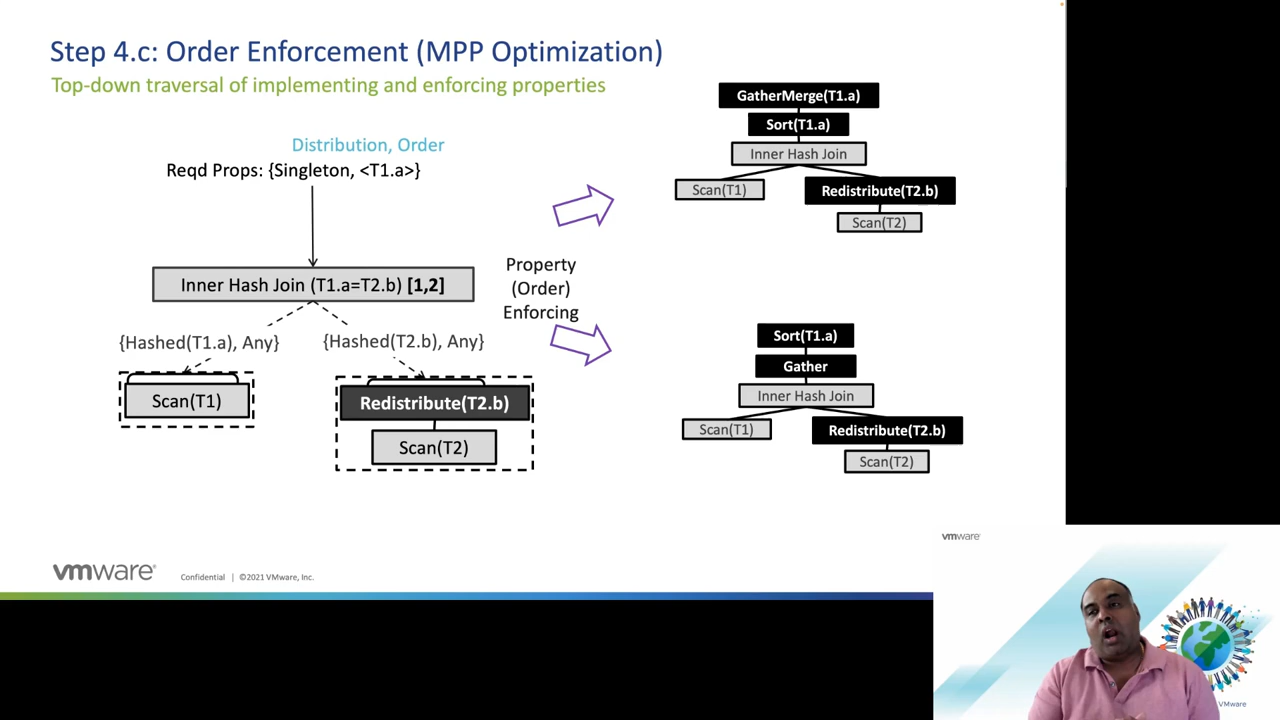 Step 4.c: Order Enforcement (MPP Optimization)
Top-down traversal of implementing and enforcing properties
Distribution, Order
Reqd Props: {Singleton, <T1.a>}
Inner Hash Join (T1.a=T2.b) [1,2]
{Hashed(T1.a), Any}
{Hashed(T2.b), Any}
Scan(T1)
Redistribute(T2.b)
Scan(T2)
Property
(Order)
Enforcing
GatherMerge(T1.a)
Sort(T1.a)
Inner Hash Join
Scan(T1)
Redistribute(T2.b)
Scan(T2)
Sort(T1.a)
Gather
Inner Hash Join
Scan(T1)
Redistribute(T2.b)
Scan(T2)
vmware®
Confidential | ©2021 VMware, Inc.
vmware®
VMware